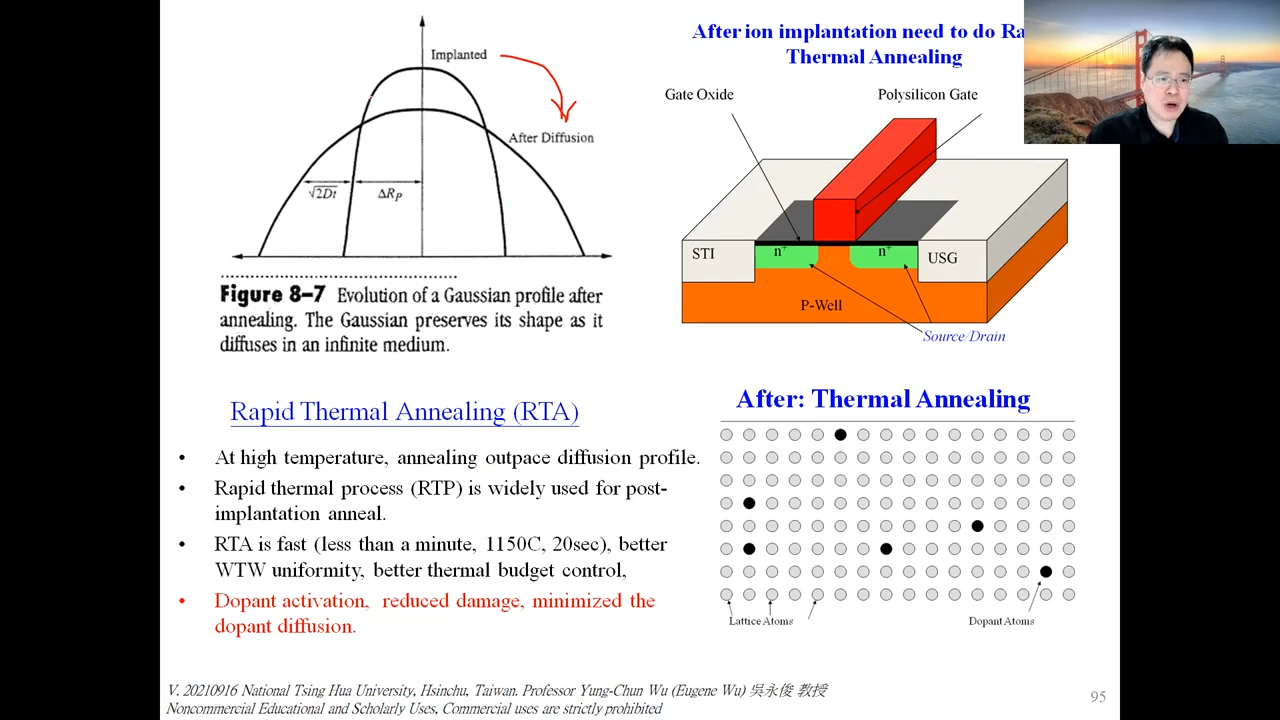 Implanted
After Diffusion
√2Dt
ΔRP
Figure 8–7 Evolution of a Gaussian profile after
annealing. The Gaussian preserves its shape as it
diffuses in an infinite medium.
After ion implantation need to do Ra
Thermal Annealing
Gate Oxide
Polysilicon Gate
STI
n+
n+
USG
P-Well
Source/Drain
Rapid Thermal Annealing (RTA)
• At high temperature, annealing outpace diffusion profile.
• Rapid thermal process (RTP) is widely used for post-
implantation anneal.
• RTA is fast (less than a minute, 1150C, 20sec), better
WTW uniformity, better thermal budget control,
• Dopant activation, reduced damage, minimized the
dopant diffusion.
After: Thermal Annealing
Lattice Atoms
Dopant Atoms
V. 20210916 National Tsing Hua University, Hsinchu, Taiwan. Professor Yung-Chun Wu (Eugene Wu) 吳永俊 教授
Noncommercial Educational and Scholarly Uses, Commercial uses are strictly prohibited
95